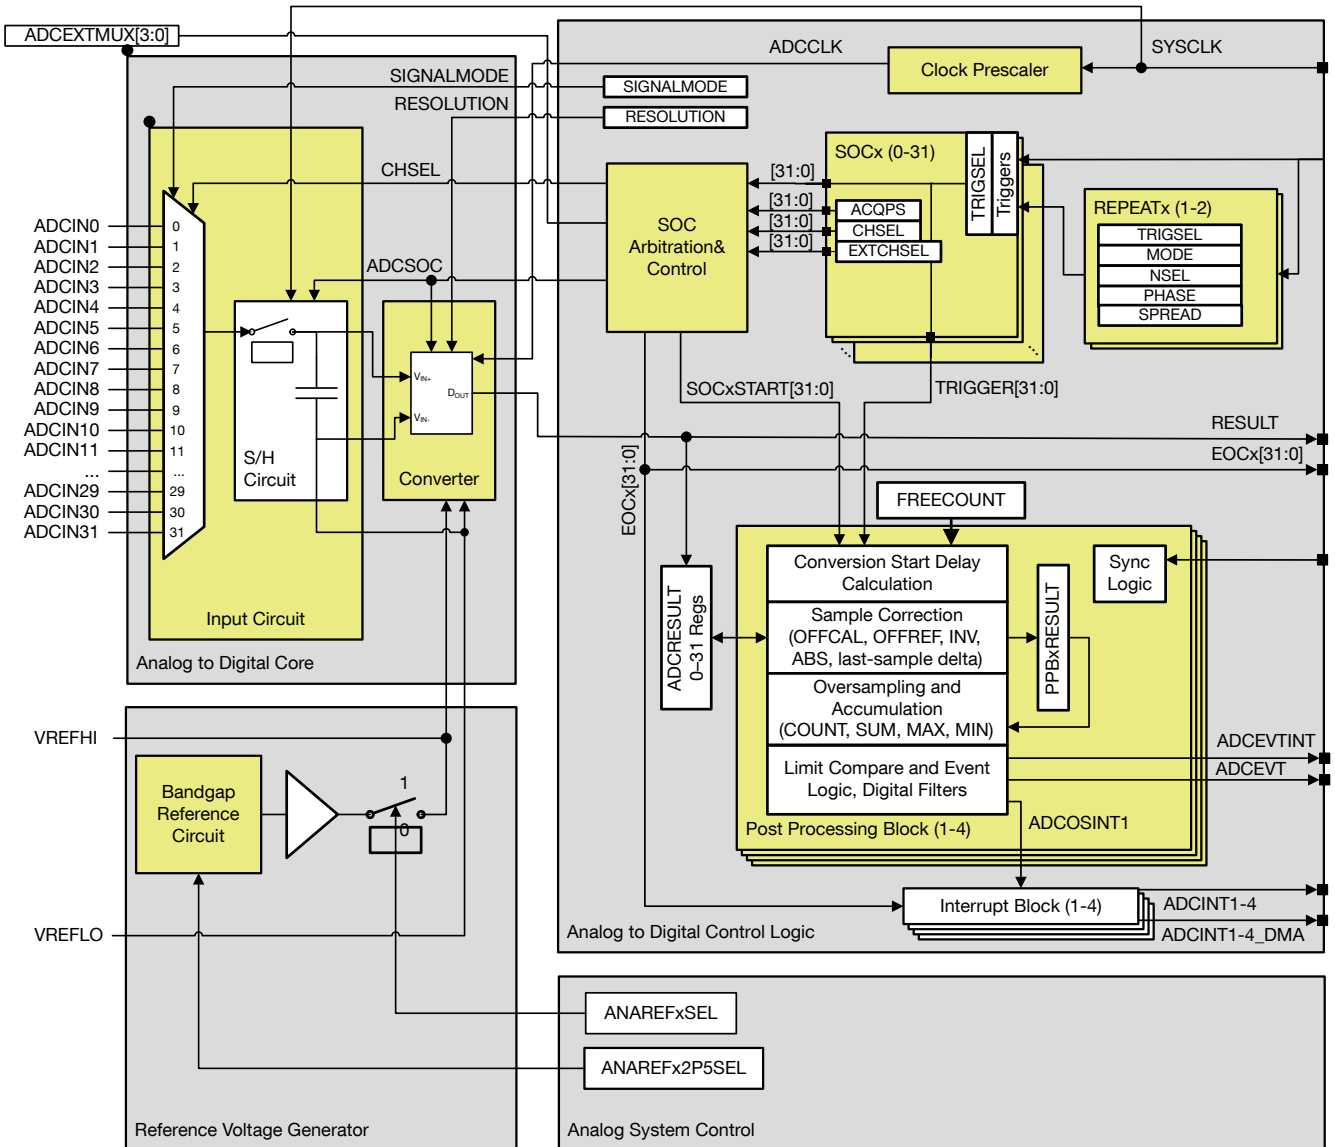 ADCEXTMUX[3:0]
ADCCLK
SYSCLK
Clock Prescaler
SIGNALMODE
SIGNALMODE
RESOLUTION
RESOLUTION
CHSEL
ADCSOC
ADCIN0
ADCIN1
ADCIN2
ADCIN3
ADCIN4
ADCIN5
ADCIN6
ADCIN7
ADCIN8
ADCIN9
ADCIN10
ADCIN11
...
ADCIN29
ADCIN30
ADCIN31
0
1
2
3
4
5
6
7
8
9
10
11
...
29
30
31
S/H
Circuit
Input Circuit
VIN+
VIN-
DOUT
Converter
Analog to Digital Core
SOC
Arbitration&
Control
[31:0]
[31:0]
[31:0]
[31:0]
SOCx (0-31)
ACQPS
CHSEL
EXTCHSEL
TRIGSEL
Triggers
REPEATx (1-2)
TRIGSEL
MODE
NSEL
PHASE
SPREAD
SOCxSTART[31:0]
TRIGGER[31:0]
RESULT
EOCx[31:0]
EOCx[31:0]
FREECOUNT
Conversion Start Delay
Calculation
Sample Correction
(OFFCAL, OFFREF, INV,
ABS, last-sample delta)
Oversampling and
Accumulation
(COUNT, SUM, MAX, MIN)
Limit Compare and Event
Logic, Digital Filters
Post Processing Block (1-4)
Sync
Logic
ADCRESULT
0–31 Regs
PPBxRESULT
ADCEVTINT
ADCEVT
ADCOSINT1
Interrupt Block (1-4)
ADCINT1-4
ADCINT1-4_DMA
Analog to Digital Control Logic
VREFHI
Bandgap
Reference
Circuit
1
0
VREFLO
Reference Voltage Generator
ANAREFxSEL
ANAREFx2P5SEL
Analog System Control